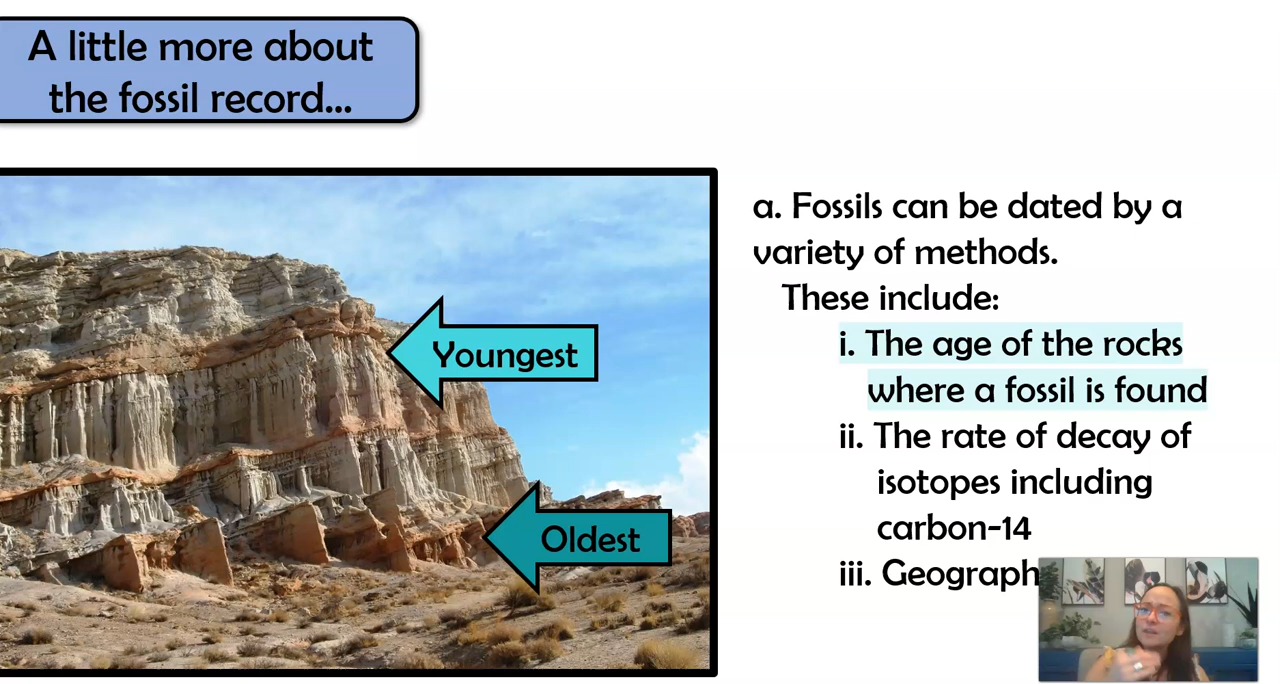 A little more about
the fossil record...
Youngest
Oldest
a. Fossils can be dated by a
variety of methods.
These include:
i. The age of the rocks
where a fossil is found
ii. The rate of decay of
isotopes including
carbon-14
iii.